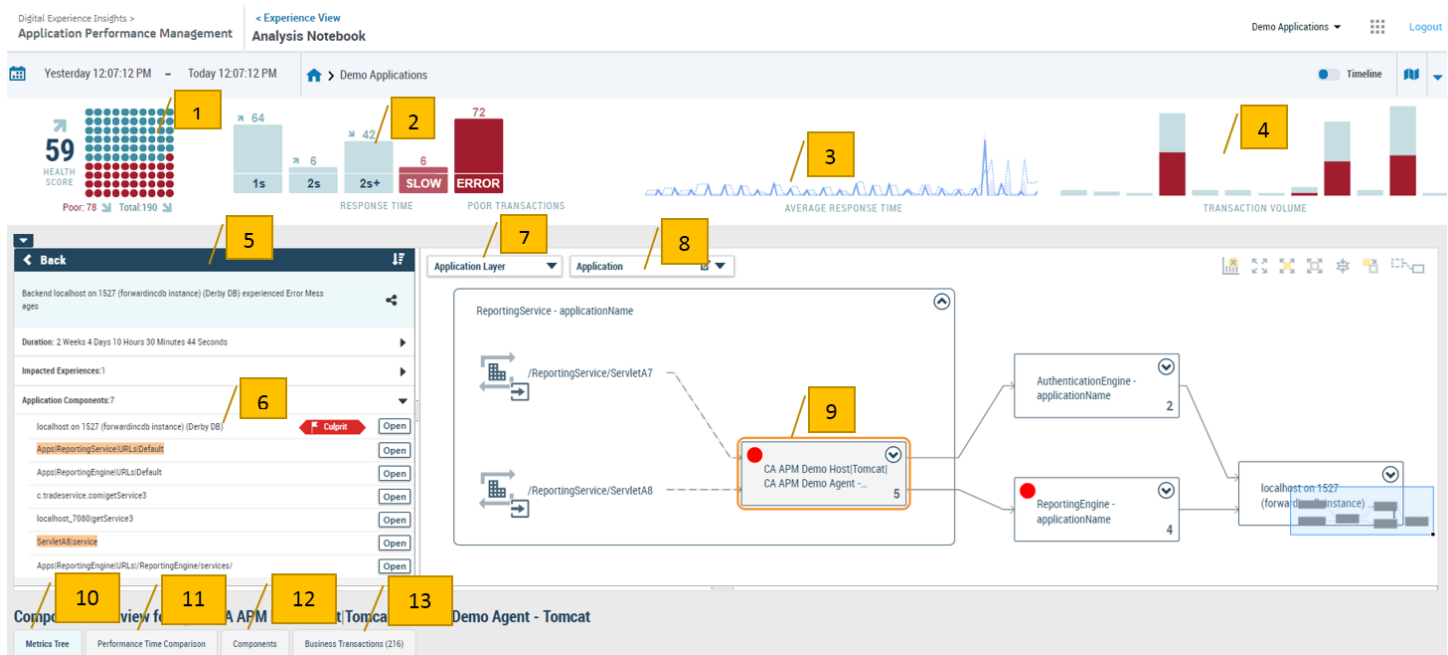 Digital Experience Insights >
Application Performance Management
< Experience View
Analysis Notebook
Demo Applications
Logout
Yesterday 12:07:12 PM – Today 12:07:12 PM
Demo Applications
Timeline
1
2
3
4
59
HEALTH
SCORE
Poor: 78 Total:190
64
6
42
6
72
1s 2s 2s+ SLOW ERROR
RESPONSE TIME
POOR TRANSACTIONS
AVERAGE RESPONSE TIME
TRANSACTION VOLUME
5
7
8
Back
Application Layer
Application
Backend localhost on 1527 (forwardincdb instance) (Derby DB) experienced Error Mess
ages
Duration: 2 Weeks 4 Days 10 Hours 30 Minutes 44 Seconds
Impacted Experiences:1
Application Components:7
6
localhost on 1527 (forwardincdb instance) (Derby DB) Culprit Open
Apps|ReportingService|URLs|Default Open
Apps|ReportingEngine|URLs|Default Open
c.tradeservice.com|getService3 Open
localhost_7080|getService3 Open
ServletA8|service Open
Apps|ReportingEngine|URLs|/ReportingEngine/services/ Open
ReportingService - applicationName
/ReportingService/ServletA7
/ReportingService/ServletA8
9
CA APM Demo Host|Tomcat|
CA APM Demo Agent -...
5
AuthenticationEngine -
applicationName
2
ReportingEngine -
applicationName
4
localhost on 1527
instance)
10
11
12
13
view f A APM t|Tomca Demo Agent - Tomcat
Metrics Tree
Performance Time Comparison
Components
Business Transactions (216)